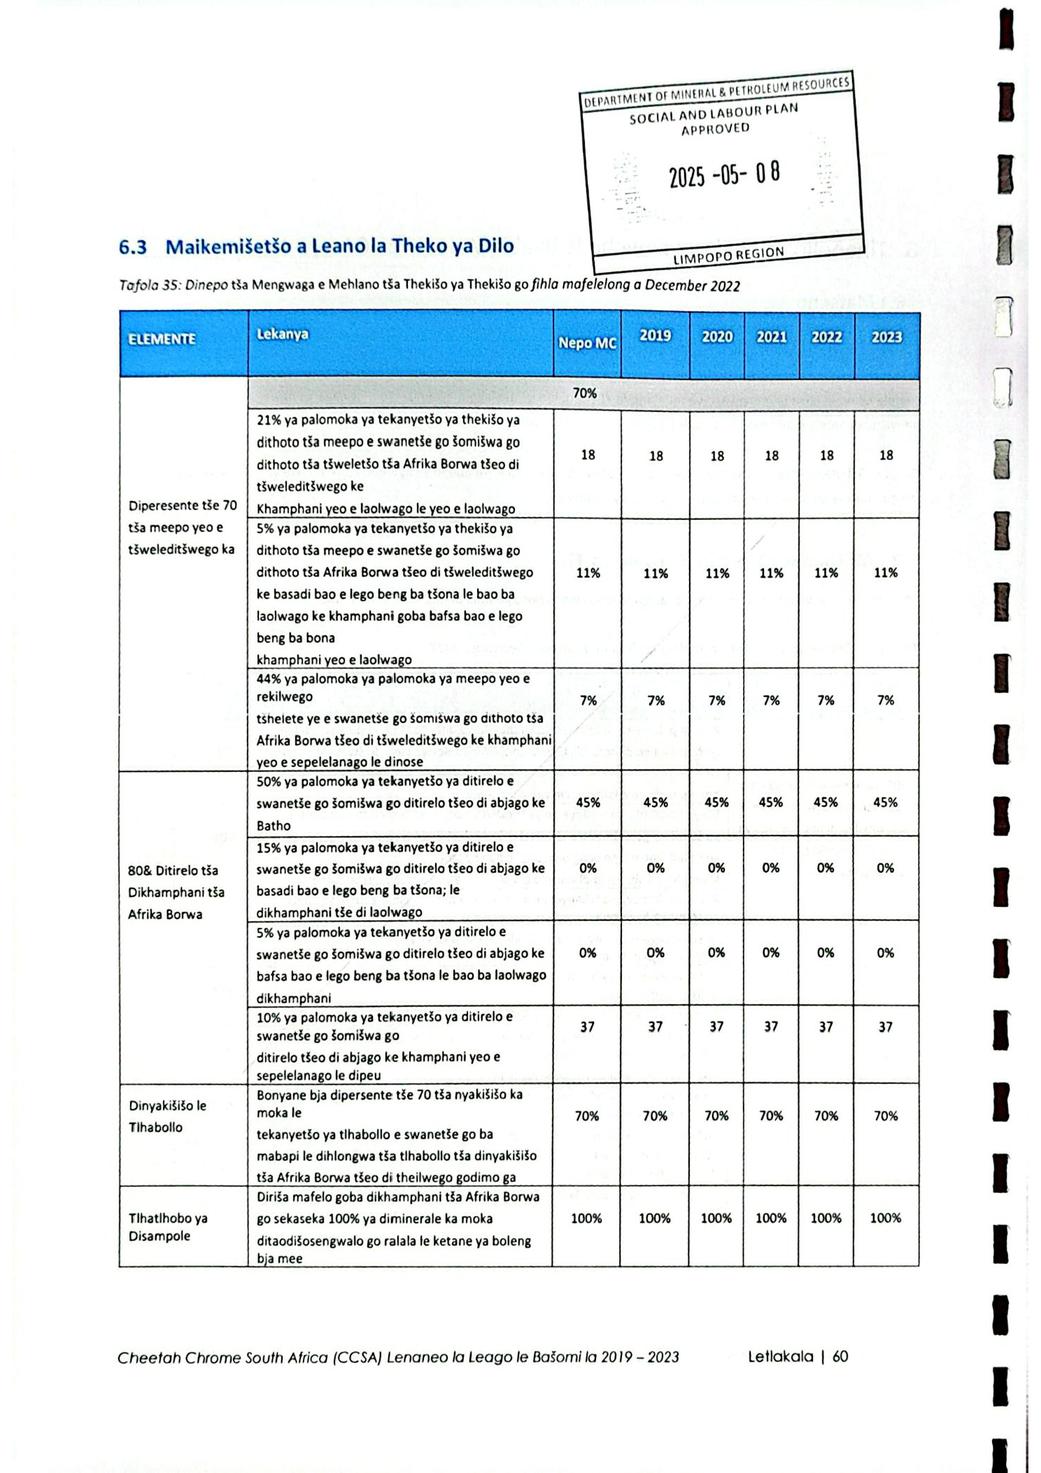 DEPARTMENT OF MINERAL & PETROLEUM RESOURCES
SOCIAL AND LABOUR PLAN
APPROVED
2025 -05- 08
LIMPOPO REGION
6.3 Maikemišetšo a Leano la Theko ya Dilo
Tafola 35: Dinepo tša Mengwaga e Mehlano tša Thekišo ya Thekišo go fihla mafelelong a December 2022
ELEMENTE Lekanya Nepo MC 2019 2020 2021 2022 2023
70%
Diperesente tše 70
tša meepo yeo e
tšweleditšwego ka
21% ya palomoka ya tekanyetšo ya thekišo ya
dithoto tša meepo e swanetše go šomišwa go
dithoto tša tšweletšo tša Afrika Borwa tšeo di
tšweleditšwego ke
Khamphani yeo e laolwago le yeo e laolwago
18 18 18 18 18 18
5% ya palomoka ya tekanyetšo ya thekišo ya
dithoto tša meepo e swanetše go šomišwa go
dithoto tša Afrika Borwa tšeo di tšweleditšwego
ke basadi bao e lego beng ba tšona le bao ba
laolwago ke khamphani goba bafsa bao e lego
beng ba bona
khamphani yeo e laolwago
11% 11% 11% 11% 11% 11%
44% ya palomoka ya palomoka ya meepo yeo e
rekilwego
tšhelete ye e swanetše go šomišwa go dithoto tša
Afrika Borwa tšeo di tšweleditšwego ke khamphani
yeo e sepelelanago le dinose
7% 7% 7% 7% 7% 7%
80& Ditirelo tša
Dikhamphani tša
Afrika Borwa
50% ya palomoka ya tekanyetšo ya ditirelo e
swanetše go šomišwa go ditirelo tšeo di abjago ke
Batho
45% 45% 45% 45% 45% 45%
15% ya palomoka ya tekanyetšo ya ditirelo e
swanetše go šomišwa go ditirelo tšeo di abjago ke
basadi bao e lego beng ba tšona; le
dikhamphani tše di laolwago
0% 0% 0% 0% 0% 0%
5% ya palomoka ya tekanyetšo ya ditirelo e
swanetše go šomišwa go ditirelo tšeo di abjago ke
bafsa bao e lego beng ba tšona le bao ba laolwago
dikhamphani
0% 0% 0% 0% 0% 0%
10% ya palomoka ya tekanyetšo ya ditirelo e
swanetše go šomišwa go
ditirelo tšeo di abjago ke khamphani yeo e
sepelelanago le dipeu
37 37 37 37 37 37
Dinyakišišo le
Tlhabollo
Bonyane bja dipersente tše 70 tša nyakišišo ka
moka le
tekanyetšo ya tlhabollo e swanetše go ba
mabapi le dihlongwa tša tlhabollo tša dinyakišišo
tša Afrika Borwa tšeo di theilwego godimo ga
70% 70% 70% 70% 70% 70%
Tlhatlhobo ya
Disampole
Diriša mafelo goba dikhamphani tša Afrika Borwa
go sekaseka 100% ya diminerale ka moka
ditaodišosengwalo go ralala le ketane ya boleng
bja mee
100% 100% 100% 100% 100% 100%
Cheetah Chrome South Africa (CCSA) Lenaneo la Leago le Bašomi la 2019 – 2023 Letlakala | 60